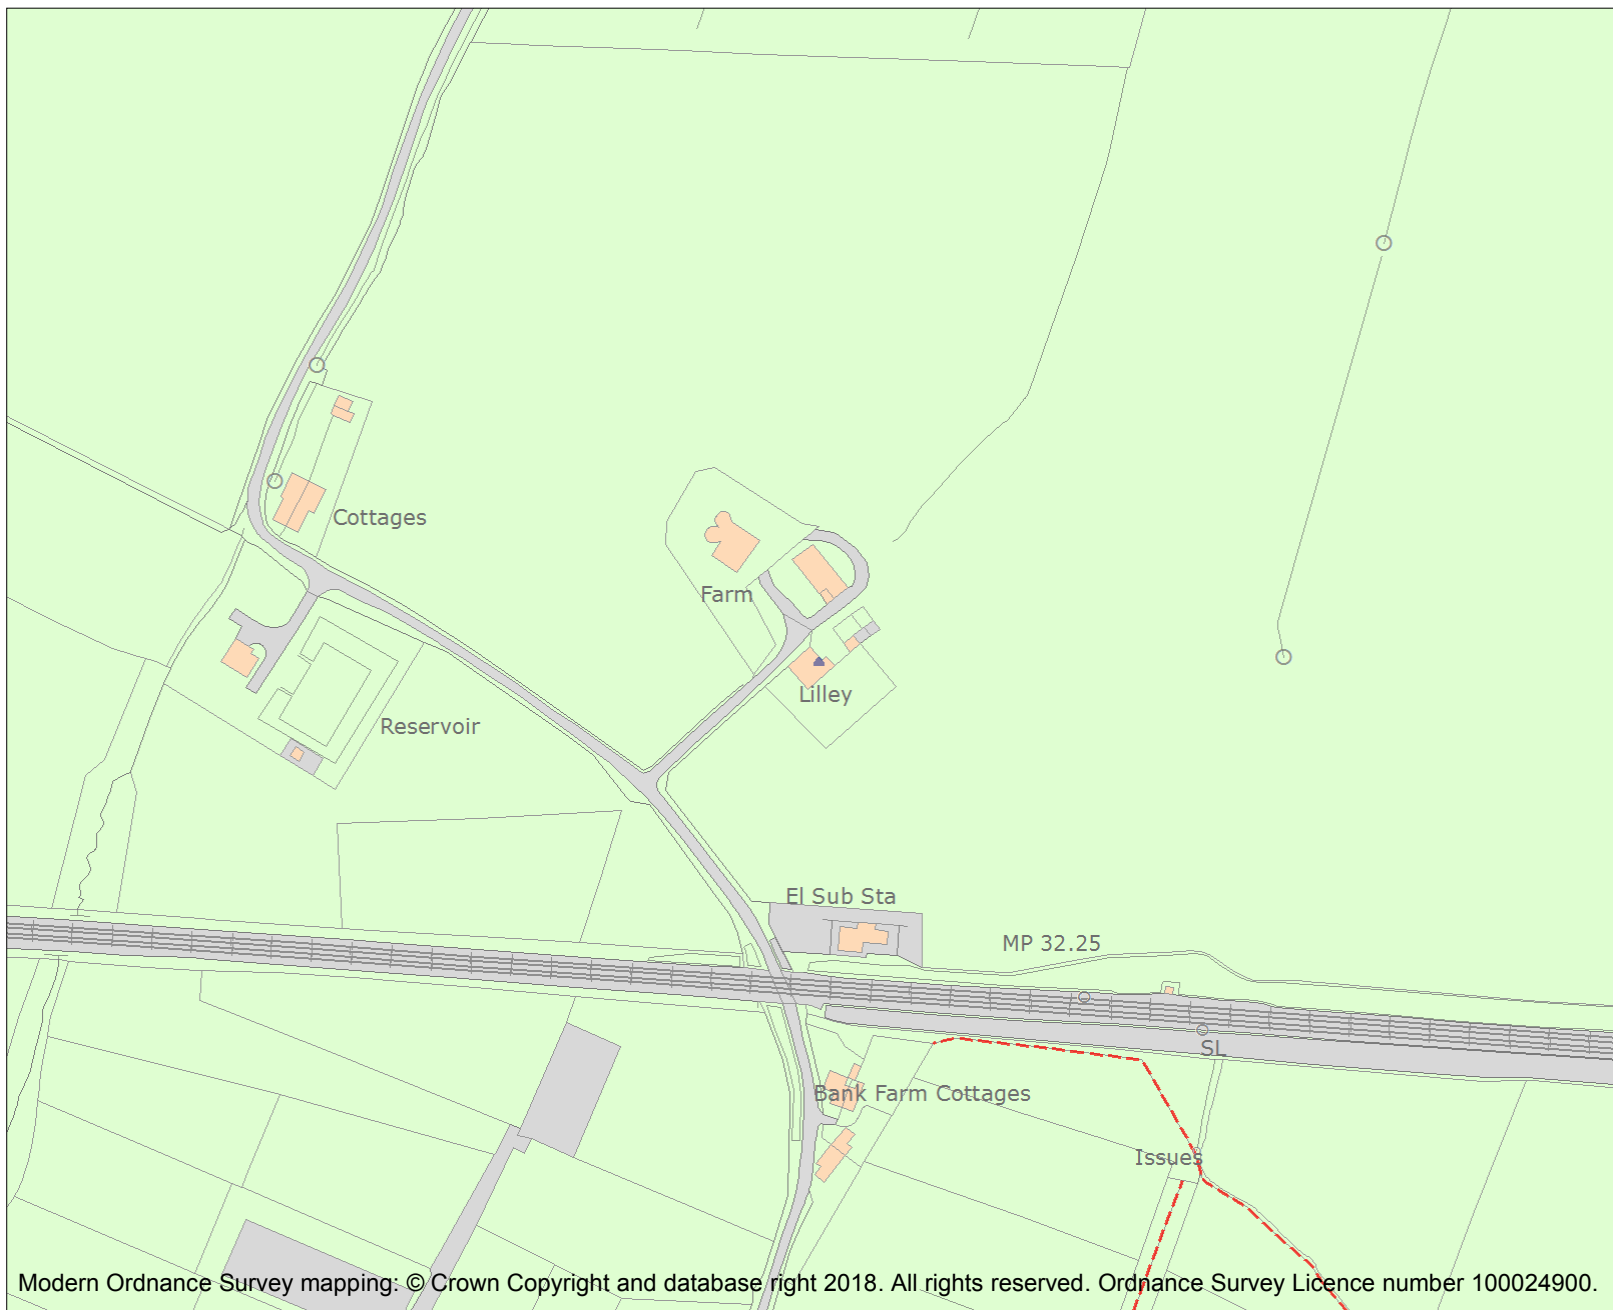 Cottages
Farm
Lilley
Reservoir
El Sub Sta
MP 32.25
SL
Bank Farm Cottages
Issues
Modern Ordnance Survey mapping: © Crown Copyright and database right 2018. All rights reserved. Ordnance Survey Licence number 100024900.